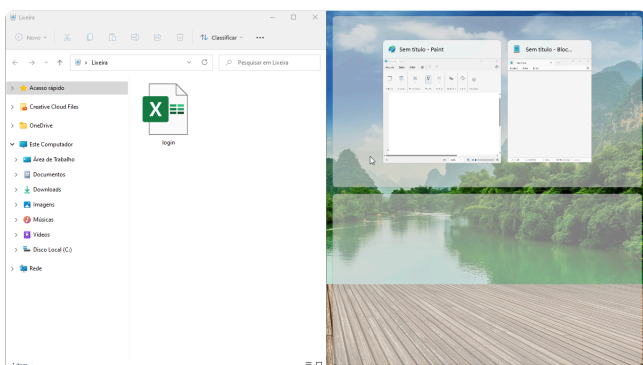 Lixeira
Novo
Classificar
Lixeira
Pesquisar em Lixeira
Acesso rápido
Creative Cloud Files
OneDrive
Este Computador
Área de Trabalho
Documentos
Downloads
Imagens
Músicas
Vídeos
Disco Local (C:)
Rede
login
Sem título - Paint
Sem título - Bloc...